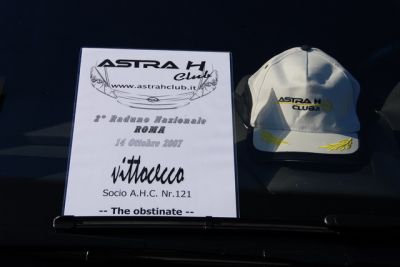 ASTRA H
Club
www.astrahclub.it
2° Raduno Nazionale
ROMA
14 Ottobre 2007
vittocecco
Socio A.H.C. Nr.121
-- The obstinate --
ASTRA H
CLUB